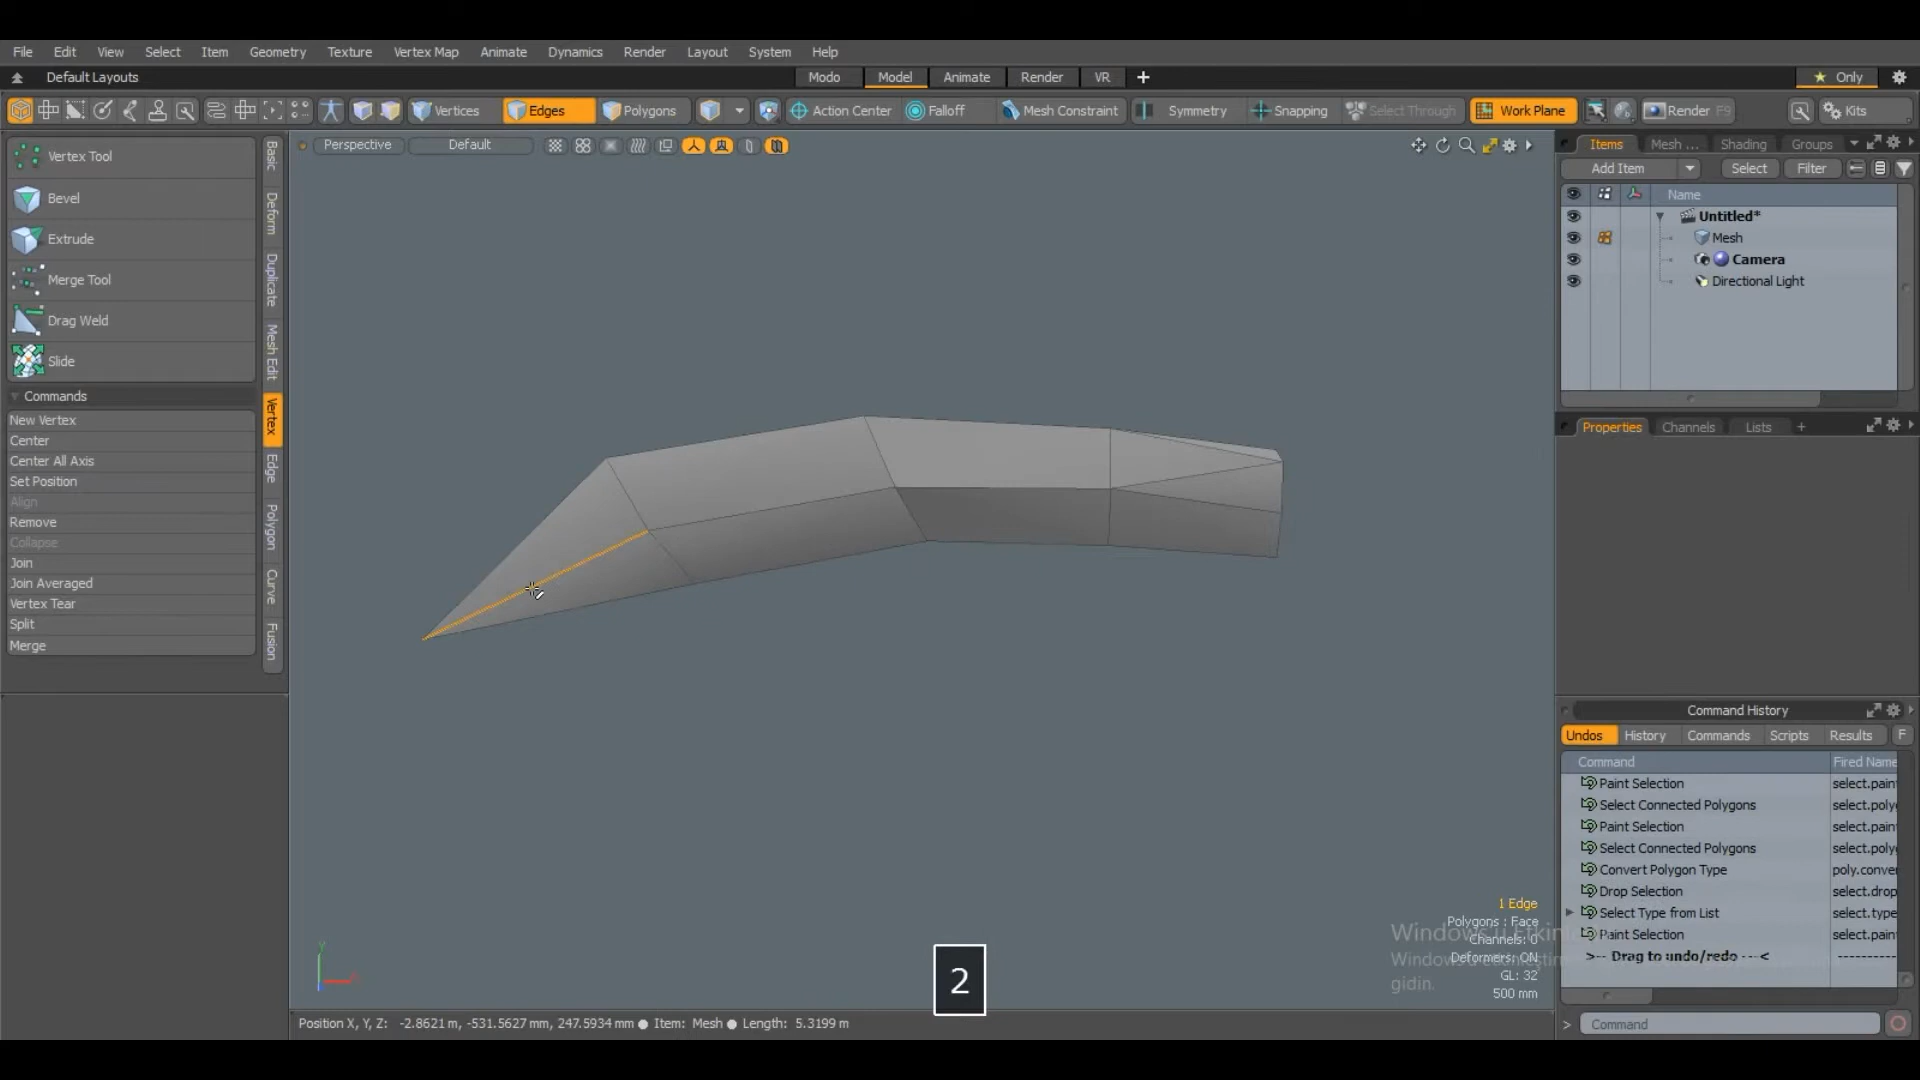 File Edit View Select Item Geometry Texture Vertex Map Animate Dynamics Render Layout System Help
Default Layouts Modo Model Animate Render VR + Only
Vertices Edges Polygons Action Center Falloff Mesh Constraint Symmetry Snapping Select Through Work Plane Render F9 Kits
Perspective Default
Vertex Tool
Bevel
Extrude
Merge Tool
Drag Weld
Slide
Commands
New Vertex
Center
Center All Axis
Set Position
Align
Remove
Collapse
Join
Join Averaged
Vertex Tear
Split
Merge
Basic
Deform
Duplicate
Mesh Edit
Vertex
Edge
Polygon
Curve
Fusion
Items Mesh ... Shading Groups
Add Item Select Filter
Name
Untitled*
Mesh
Camera
Directional Light
Properties Channels Lists +
Command History
Undos History Commands Scripts Results F
Command Fired Name
Paint Selection select.pain
Select Connected Polygons select.poly
Paint Selection select.pain
Select Connected Polygons select.poly
Convert Polygon Type poly.conve
Drop Selection select.drop
Select Type from List select.type
Paint Selection select.pain
>-- Drag to undo/redo ---< ----------
> Command
1 Edge
Polygons : Face
Channels: 0
Deformers: ON
GL: 32
500 mm
gidin.
2
Y
Position X, Y, Z: -2.8621 m, -531.5627 mm, 247.5934 mm ● Item: Mesh ● Length: 5.3199 m